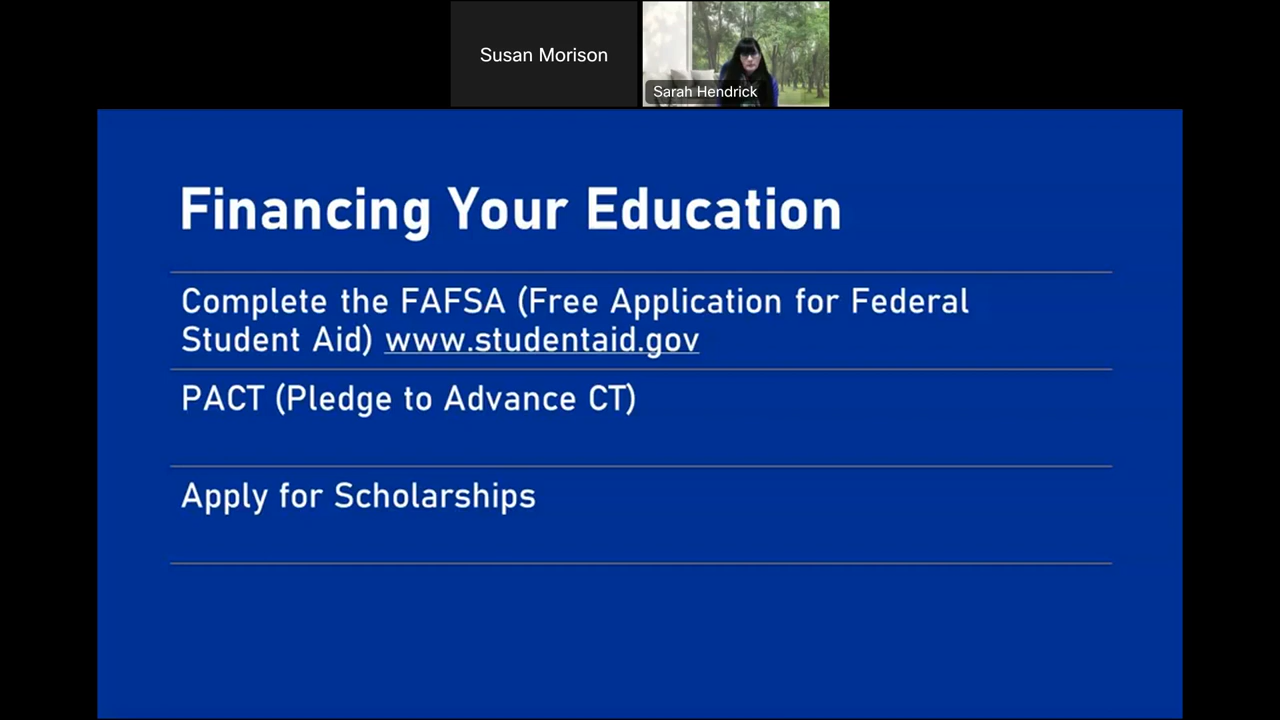 Susan Morison
Sarah Hendrick
Financing Your Education
Complete the FAFSA (Free Application for Federal
Student Aid) www.studentaid.gov
PACT (Pledge to Advance CT)
Apply for Scholarships